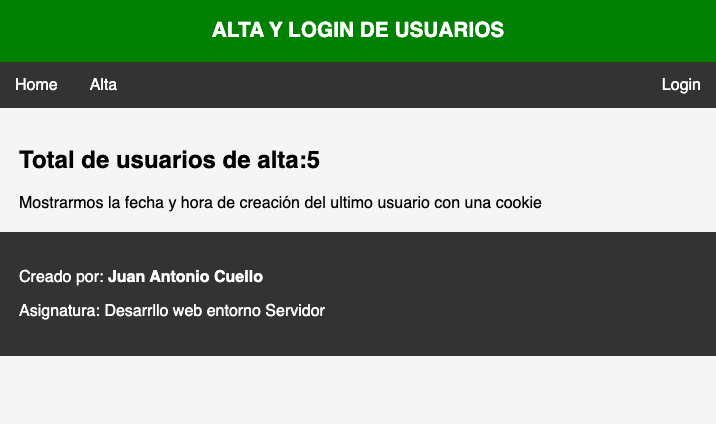 ALTA Y LOGIN DE USUARIOS
Home Alta Login
Total de usuarios de alta:5
Mostrarmos la fecha y hora de creación del ultimo usuario con una cookie
Creado por: Juan Antonio Cuello
Asignatura: Desarrllo web entorno Servidor